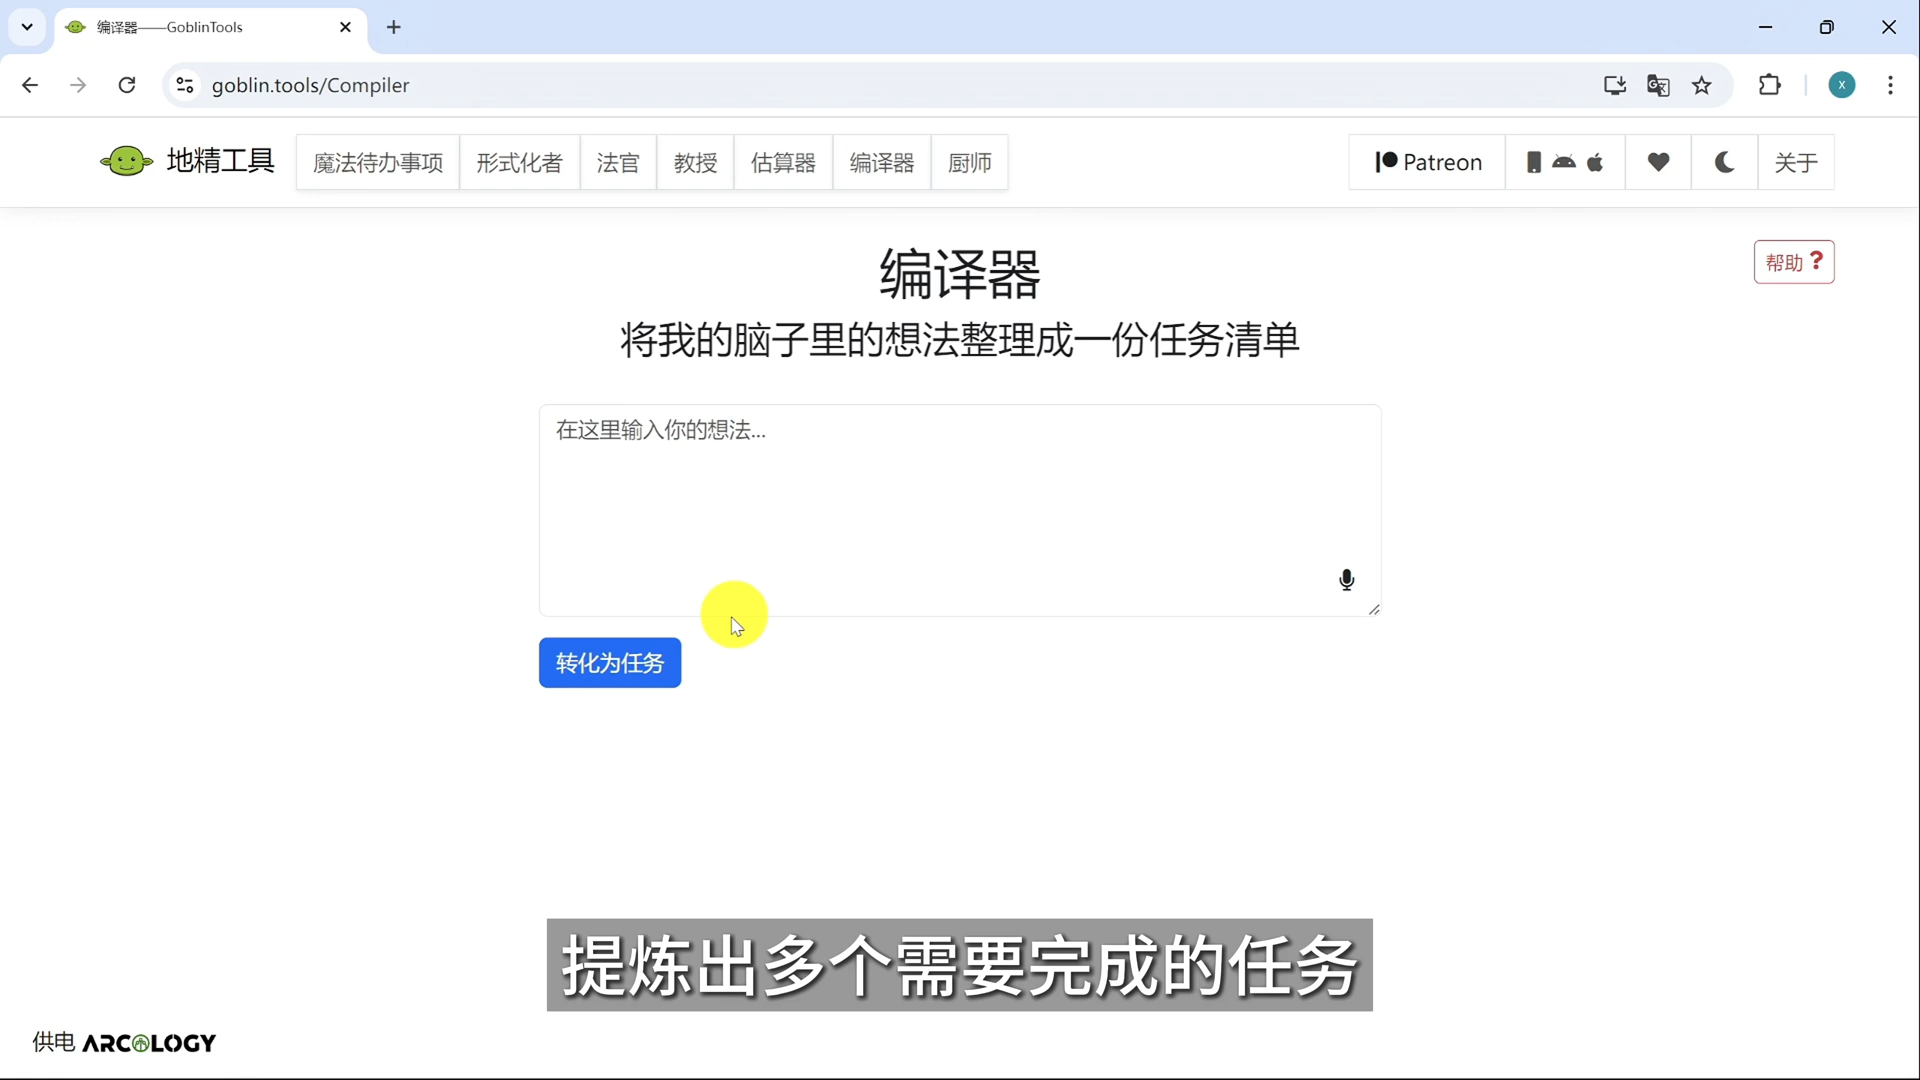 编译器——GoblinTools
goblin.tools/Compiler
X
地精工具
魔法待办事项
形式化者
法官
教授
估算器
编译器
厨师
Patreon
关于
编译器
帮助 ?
将我的脑子里的想法整理成一份任务清单
在这里输入你的想法...
转化为任务
提炼出多个需要完成的任务
供电 ARCOLOGY